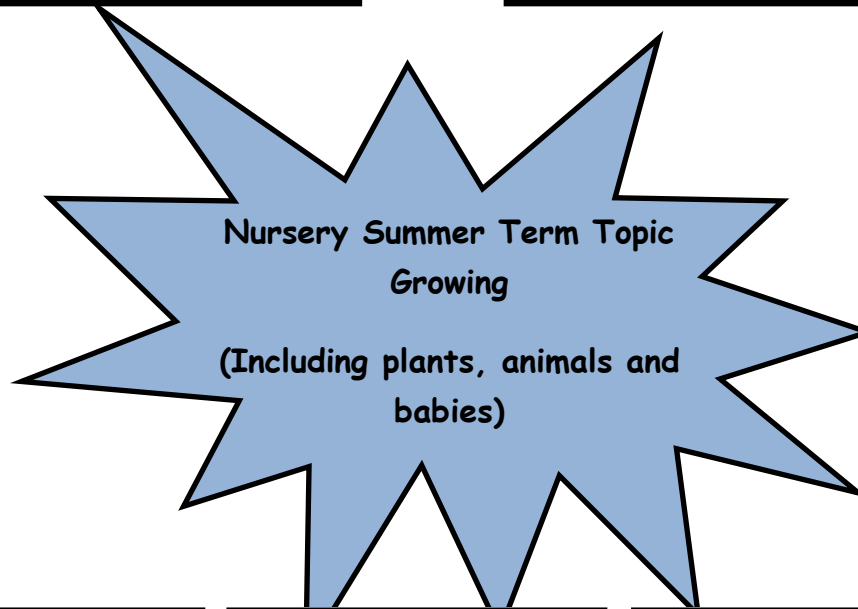 Nursery Summer Term Topic
Growing
(Including plants, animals and
babies)